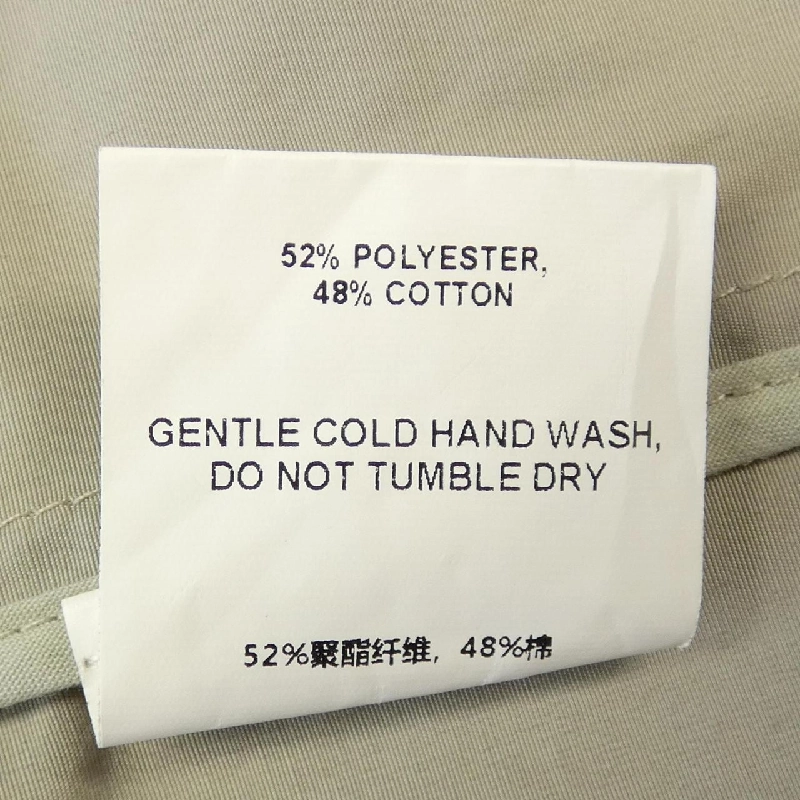 52% POLYESTER,
48% COTTON
GENTLE COLD HAND WASH,
DO NOT TUMBLE DRY
52%聚酯纤维, 48%棉